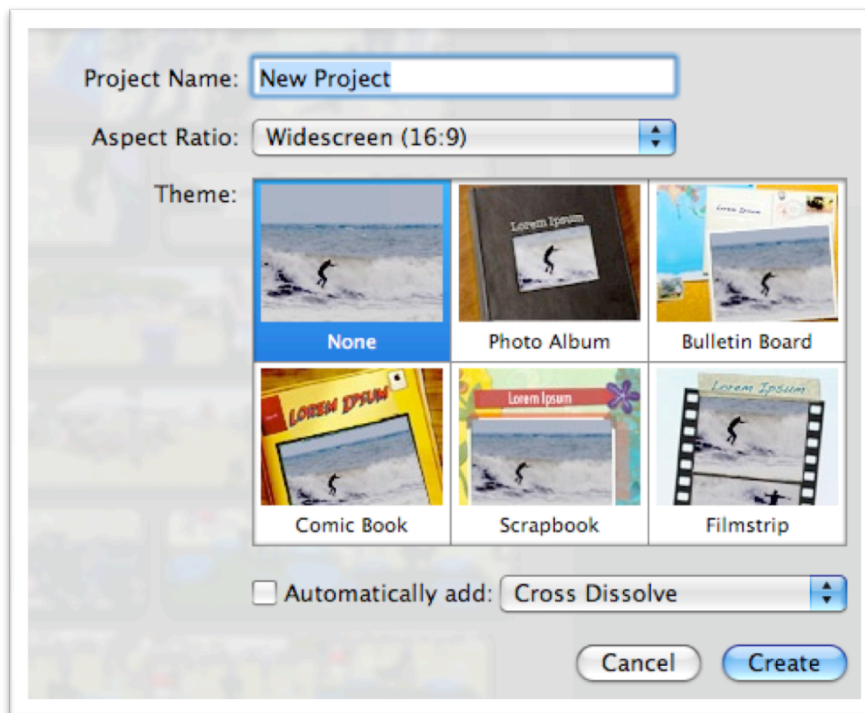 Project Name: New Project
Aspect Ratio: Widescreen (16:9)
Theme:
Lorem Ipsum
Lorem Ipsum
None
Photo Album
Bulletin Board
LOREM IPSUM
Lorem Ipsum
Lorem Ipsum
Comic Book
Scrapbook
Filmstrip
Automatically add: Cross Dissolve
Cancel
Create